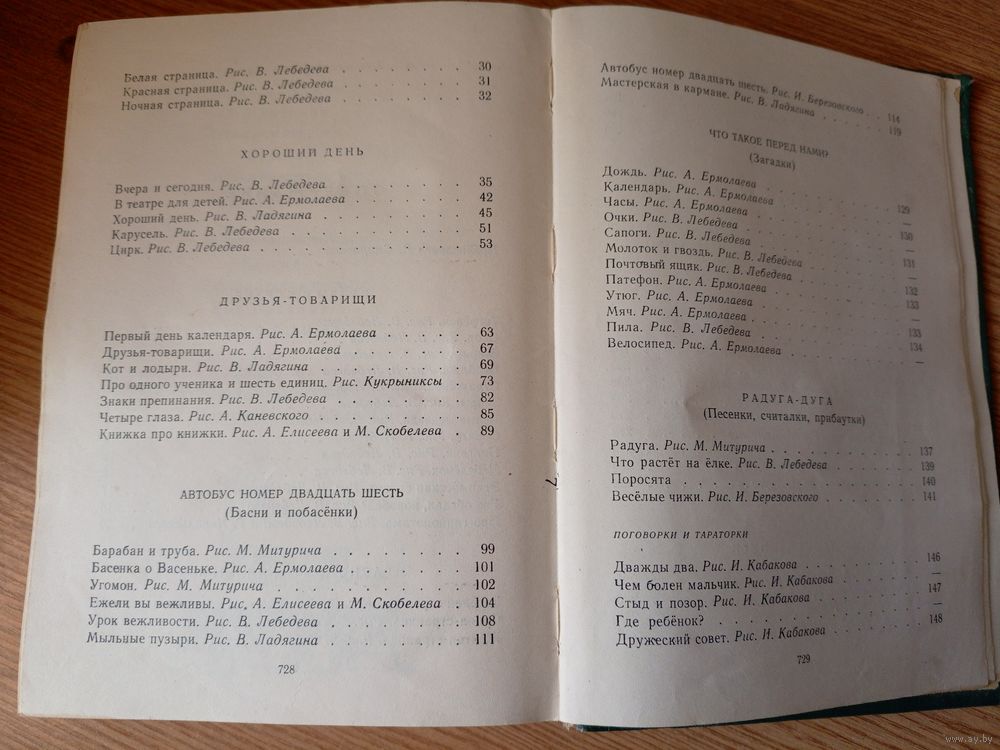 Белая страница. Рис. В. Лебедева . . . . . . . . 30
Красная страница. Рис. В. Лебедева . . . . . . . 31
Ночная страница. Рис. В. Лебедева . . . . . . . 32
ХОРОШИЙ ДЕНЬ
Вчера и сегодня. Рис. В. Лебедева . . . . . . . 35
В театре для детей. Рис. А. Ермолаева . . . . . . 42
Хороший день. Рис. В. Ладягина . . . . . . . . 45
Карусель. Рис. В. Лебедева . . . . . . . . . 51
Цирк. Рис. В. Лебедева . . . . . . . . . . 53
ДРУЗЬЯ-ТОВАРИЩИ
Первый день календаря. Рис. А. Ермолаева . . . . . 63
Друзья-товарищи. Рис. А. Ермолаева . . . . . . 67
Кот и лодыри. Рис. В. Ладягина . . . . . . . . 69
Про одного ученика и шесть единиц. Рис. Кукрыниксы . 73
Знаки препинания. Рис. В. Лебедева . . . . . . . 82
Четыре глаза. Рис. А. Каневского . . . . . . . . 85
Книжка про книжки. Рис. А. Елисеева и М. Скобелева . 89
АВТОБУС НОМЕР ДВАДЦАТЬ ШЕСТЬ
(Басни и побасёнки)
Барабан и труба. Рис. М. Митурича . . . . . . . 99
Басенка о Васеньке. Рис. А. Ермолаева . . . . . . 101
Угомон. Рис. М. Митурича . . . . . . . . . . 102
Ежели вы вежливы. Рис. А. Елисеева и М. Скобелева . 104
Урок вежливости. Рис. В. Лебедева . . . . . . . 108
Мыльные пузыри. Рис. В. Ладягина . . . . . . . 111
728
Автобус номер двадцать шесть. Рис. И. Березовского . . 114
Мастерская в кармане. Рис. В. Ладягина . . . . . 119
ЧТО ТАКОЕ ПЕРЕД НАМИ?
(Загадки)
Дождь. Рис. А. Ермолаева . . . . . . . . . 129
Календарь. Рис. А. Ермолаева . . . . . . . . —
Часы. Рис. А. Ермолаева . . . . . . . . . 130
Очки. Рис. В. Лебедева . . . . . . . . . —
Сапоги. Рис. В. Лебедева . . . . . . . . . 131
Молоток и гвоздь. Рис. В. Лебедева . . . . . . —
Почтовый ящик. Рис. В. Лебедева . . . . . . . 132
Патефон. Рис. А. Ермолаева . . . . . . . . 133
Утюг. Рис. А. Ермолаева . . . . . . . . . —
Мяч. Рис. А. Ермолаева . . . . . . . . . 133
Пила. Рис. В. Лебедева . . . . . . . . . 134
Велосипед. Рис. А. Ермолаева . . . . . . . . —
РАДУГА-ДУГА
(Песенки, считалки, прибаутки)
Радуга. Рис. М. Митурича . . . . . . . . . 137
Что растёт на ёлке. Рис. В. Лебедева . . . . . . 139
Поросята . . . . . . . . . . . . . . 140
Весёлые чижи. Рис. И. Березовского . . . . . . 141
ПОГОВОРКИ И ТАРАТОРКИ
Дважды два. Рис. И. Кабакова . . . . . . . . 146
Чем болен мальчик. Рис. И. Кабакова . . . . . . 147
Стыд и позор. Рис. И. Кабакова . . . . . . . . —
Где ребёнок? . . . . . . . . . . . . . 148
Дружеский совет. Рис. И. Кабакова . . . . . . .
729
www.ay.by